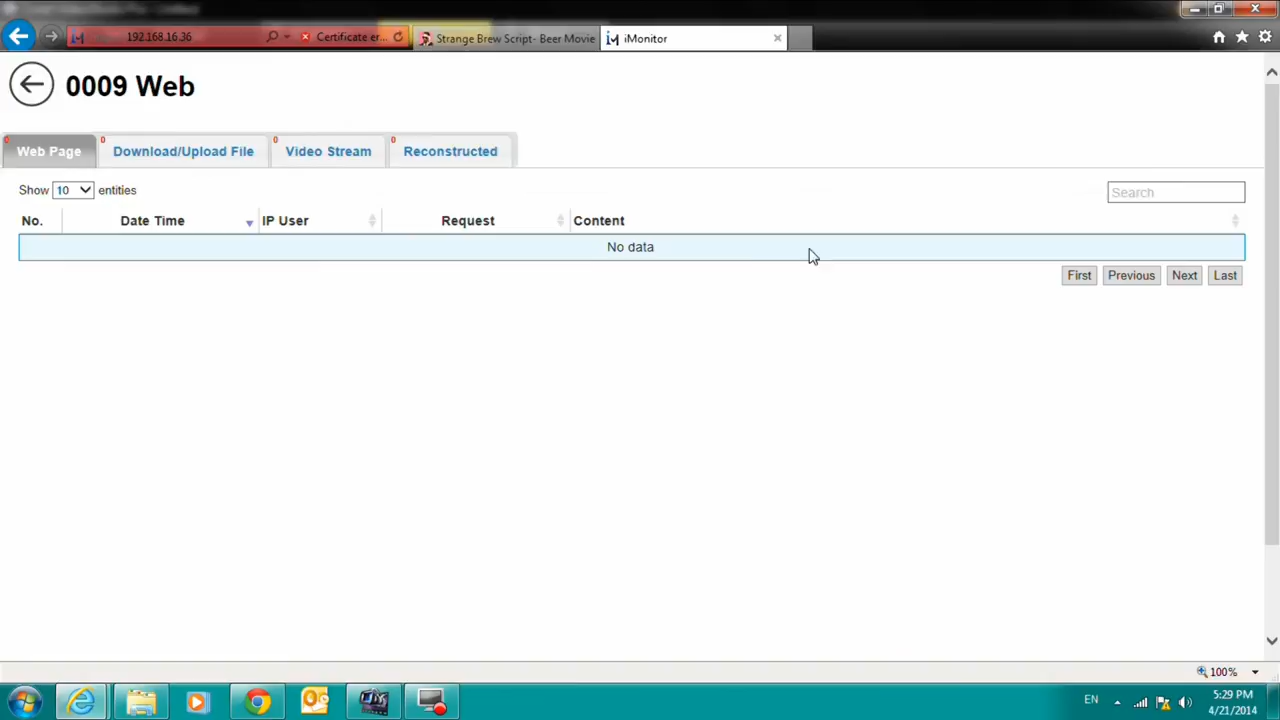 192.168.16.36
Certificate er...
Strange Brew Script- Beer Movie
iMonitor
0009 Web
0 Web Page
0 Download/Upload File
0 Video Stream
0 Reconstructed
Show 10 entities
Search
No. Date Time IP User Request Content
No data
First Previous Next Last
100%
EN
5:29 PM
4/21/2014